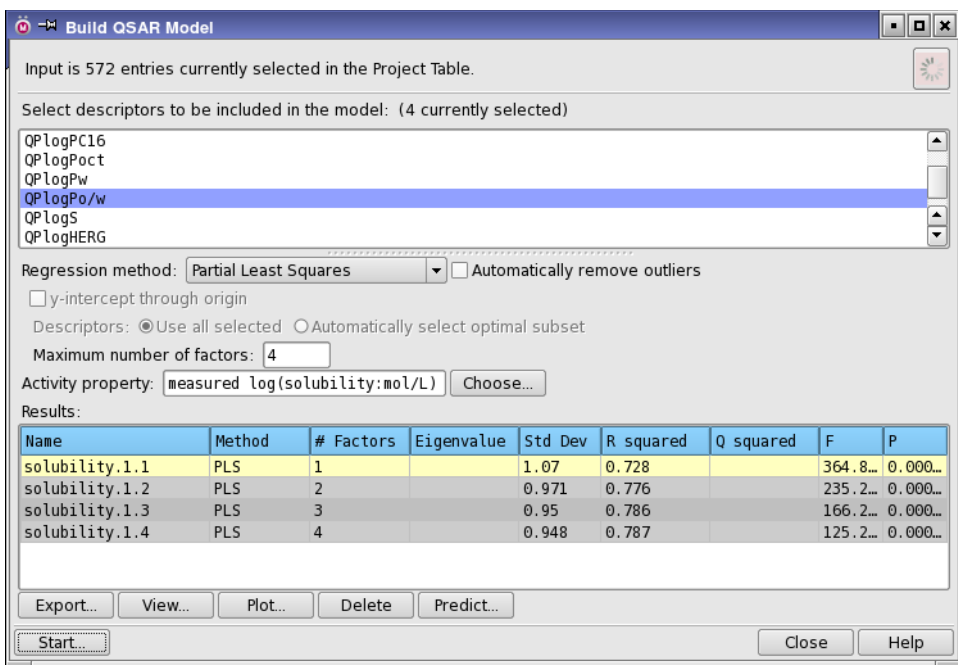 Build QSAR Model
Input is 572 entries currently selected in the Project Table.
Select descriptors to be included in the model: (4 currently selected)
QPlogPC16
QPlogPoct
QPlogPw
QPlogPo/w
QPlogS
QPlogHERG
Regression method: Partial Least Squares Automatically remove outliers
y-intercept through origin
Descriptors: Use all selected Automatically select optimal subset
Maximum number of factors: 4
Activity property: measured log(solubility:mol/L) Choose...
Results:
Name Method # Factors Eigenvalue Std Dev R squared Q squared F P
solubility.1.1 PLS 1 1.07 0.728 364.8... 0.000...
solubility.1.2 PLS 2 0.971 0.776 235.2... 0.000...
solubility.1.3 PLS 3 0.95 0.786 166.2... 0.000...
solubility.1.4 PLS 4 0.948 0.787 125.2... 0.000...
Export... View... Plot... Delete Predict...
Start... Close Help